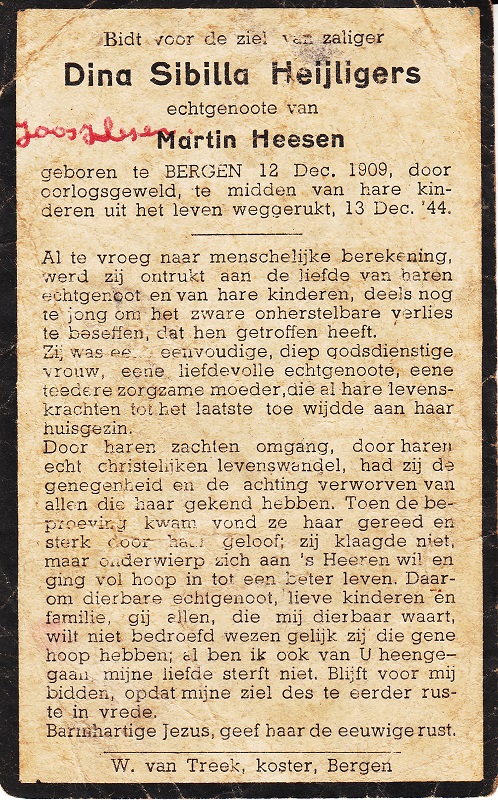 Bidt voor de ziel van zaliger
Dina Sibilla Heijligers
echtgenoote van
Martin Heesen
geboren te BERGEN 12 Dec. 1909, door
oorlogsgeweld, te midden van hare kin-
deren uit het leven weggerukt, 13 Dec. '44.
Al te vroeg naar menschelijke berekening,
werd zij ontrukt aan de liefde van haren
echtgenoot en van hare kinderen, deels nog
te jong om het zware onherstelbare verlies
te beseffen, dat hen getroffen heeft.
Zij was een eenvoudige, diep godsdienstige
vrouw, eene liefdevolle echtgenoote, eene
teedere zorgzame moeder, die al hare levens-
krachten tot het laatste toe wijdde aan haar
huisgezin.
Door haren zachten omgang, door haren
echt christelijken levenswandel, had zij de
genegenheid en de achting verworven van
allen die haar gekend hebben. Toen de be-
proeving kwam vond ze haar gereed en
sterk door haar geloof; zij klaagde niet,
maar onderwierp zich aan 's Heeren wil en
ging vol hoop in tot een beter leven. Daar-
om dierbare echtgenoot, lieve kinderen en
familie, gij allen, die mij dierbaar waart,
wilt niet bedroefd wezen gelijk zij die gene
hoop hebben; al ben ik ook van U heenge-
gaan, mijne liefde sterft niet. Blijft voor mij
bidden, opdat mijne ziel des te eerder rus-
te in vrede.
Barmhartige Jezus, geef haar de eeuwige rust.
W. van Treek, koster, Bergen